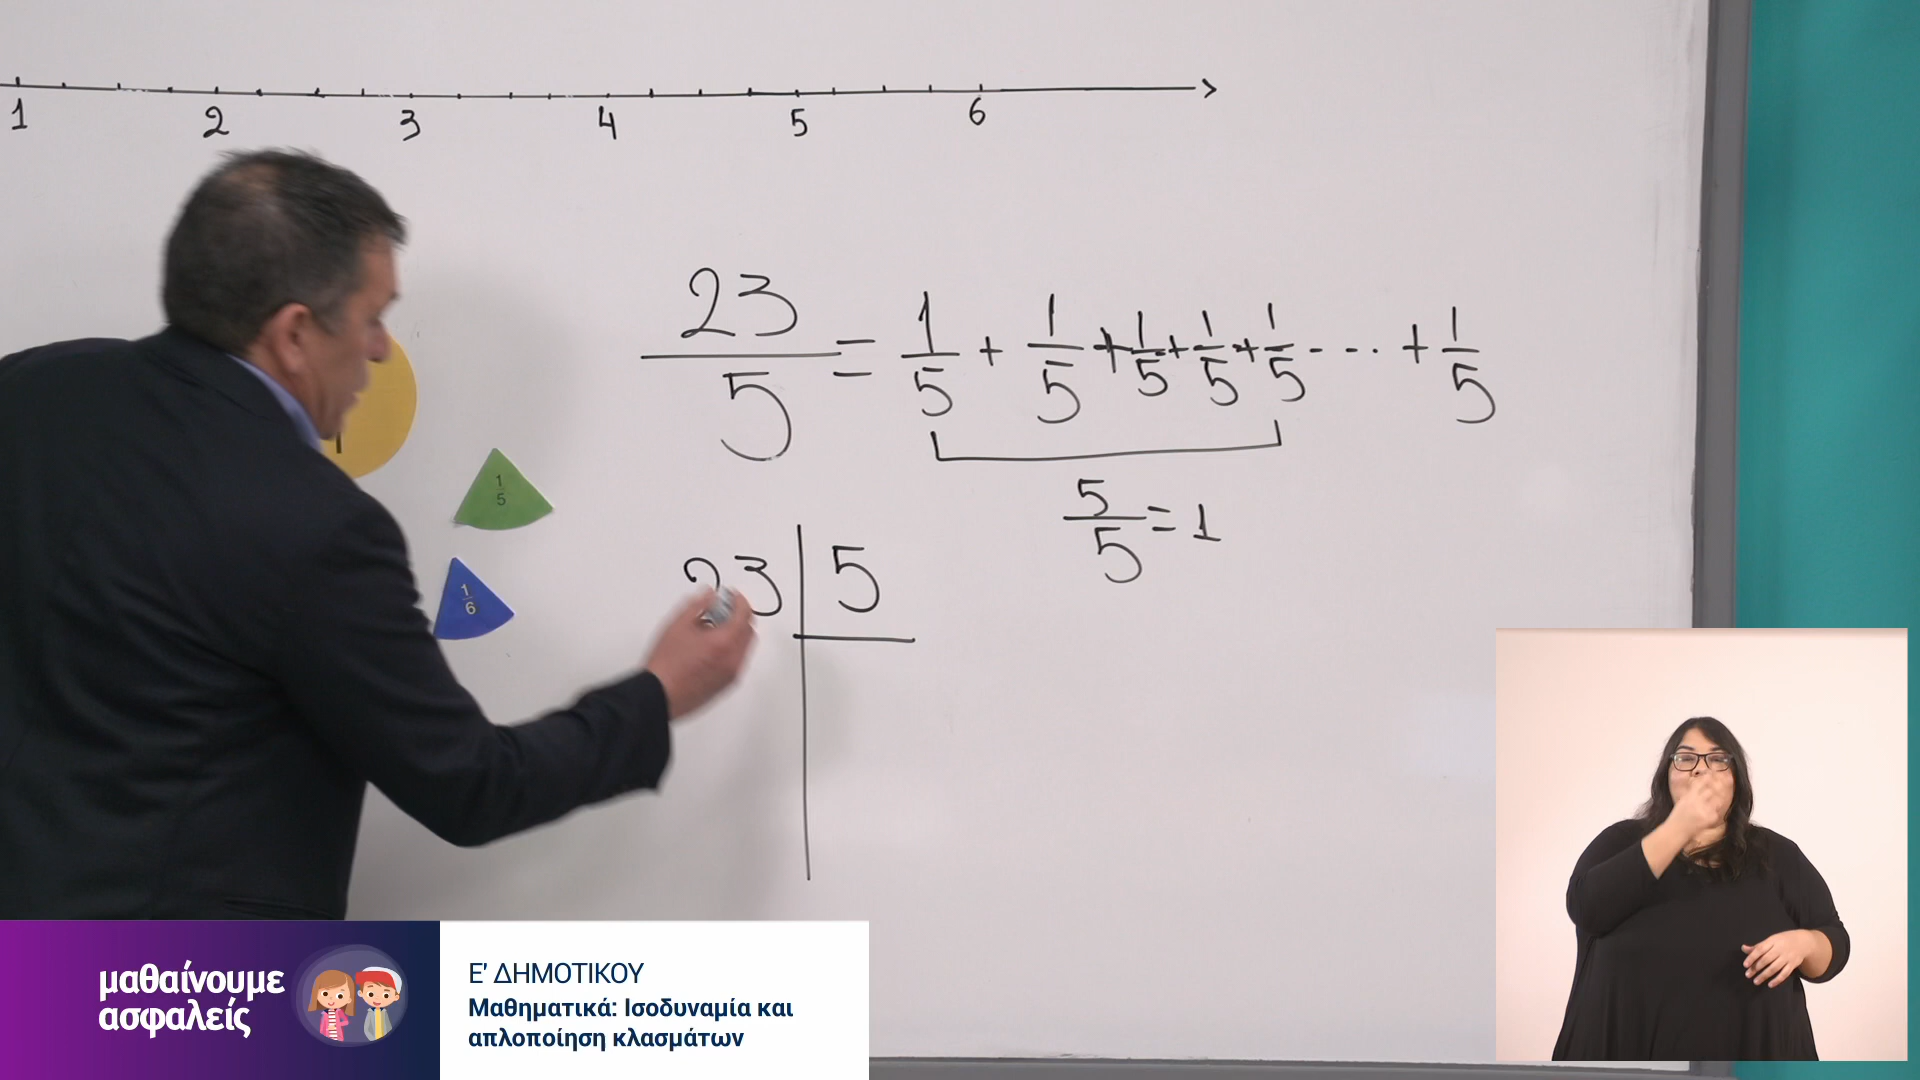 1 2 3 4 5 6
23/5 = 1/5 + 1/5 + 1/5 + 1/5 + 1/5 - - .. + 1/5
5/5 = 1
1/5
23 | 5
1/6
μαθαίνουμε
ασφαλείς
Ε' ΔΗΜΟΤΙΚΟΥ
Μαθηματικά: Ισοδυναμία και
απλοποίηση κλασμάτων